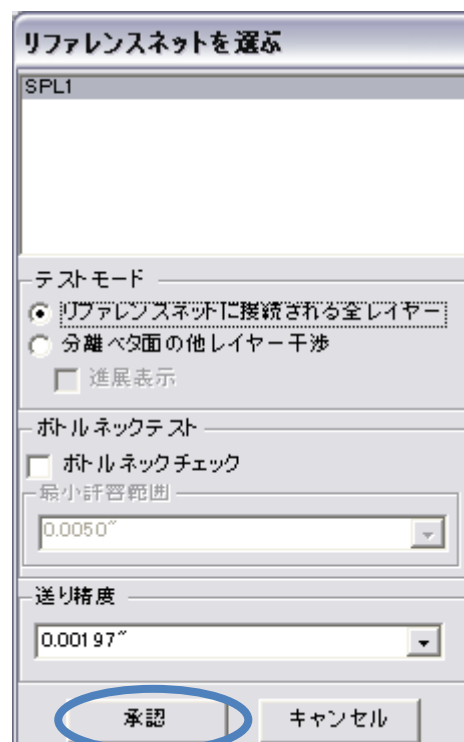 リファレンスネットを選ぶ
SPL1
テストモード
リファレンスネットに接続される全レイヤー
分離ベタ面の他レイヤー干渉
進展表示
ボトルネックテスト
ボトルネックチェック
最小許容範囲
0.0050"
送り精度
0.00197"
承認 キャンセル